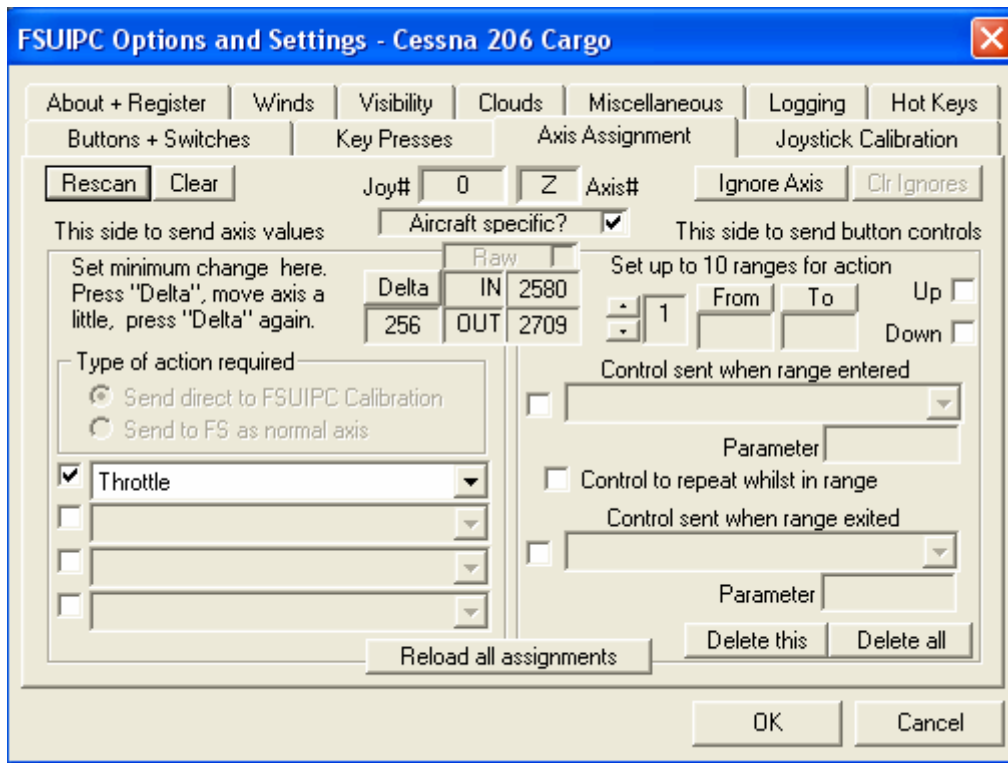 FSUIPC Options and Settings - Cessna 206 Cargo
About + Register Winds Visibility Clouds Miscellaneous Logging Hot Keys
Buttons + Switches Key Presses Axis Assignment Joystick Calibration
Rescan Clear Joy# 0 Z Axis# Ignore Axis Clr Ignores
Aircraft specific?
This side to send axis values
This side to send button controls
Raw
Set minimum change here.
Press "Delta", move axis a
little, press "Delta" again.
Delta IN 2580
256 OUT 2709
Set up to 10 ranges for action
1 From To Up
Down
Type of action required
Send direct to FSUIPC Calibration
Send to FS as normal axis
Throttle
Control sent when range entered
Parameter
Control to repeat whilst in range
Control sent when range exited
Parameter
Delete this Delete all
Reload all assignments
OK Cancel